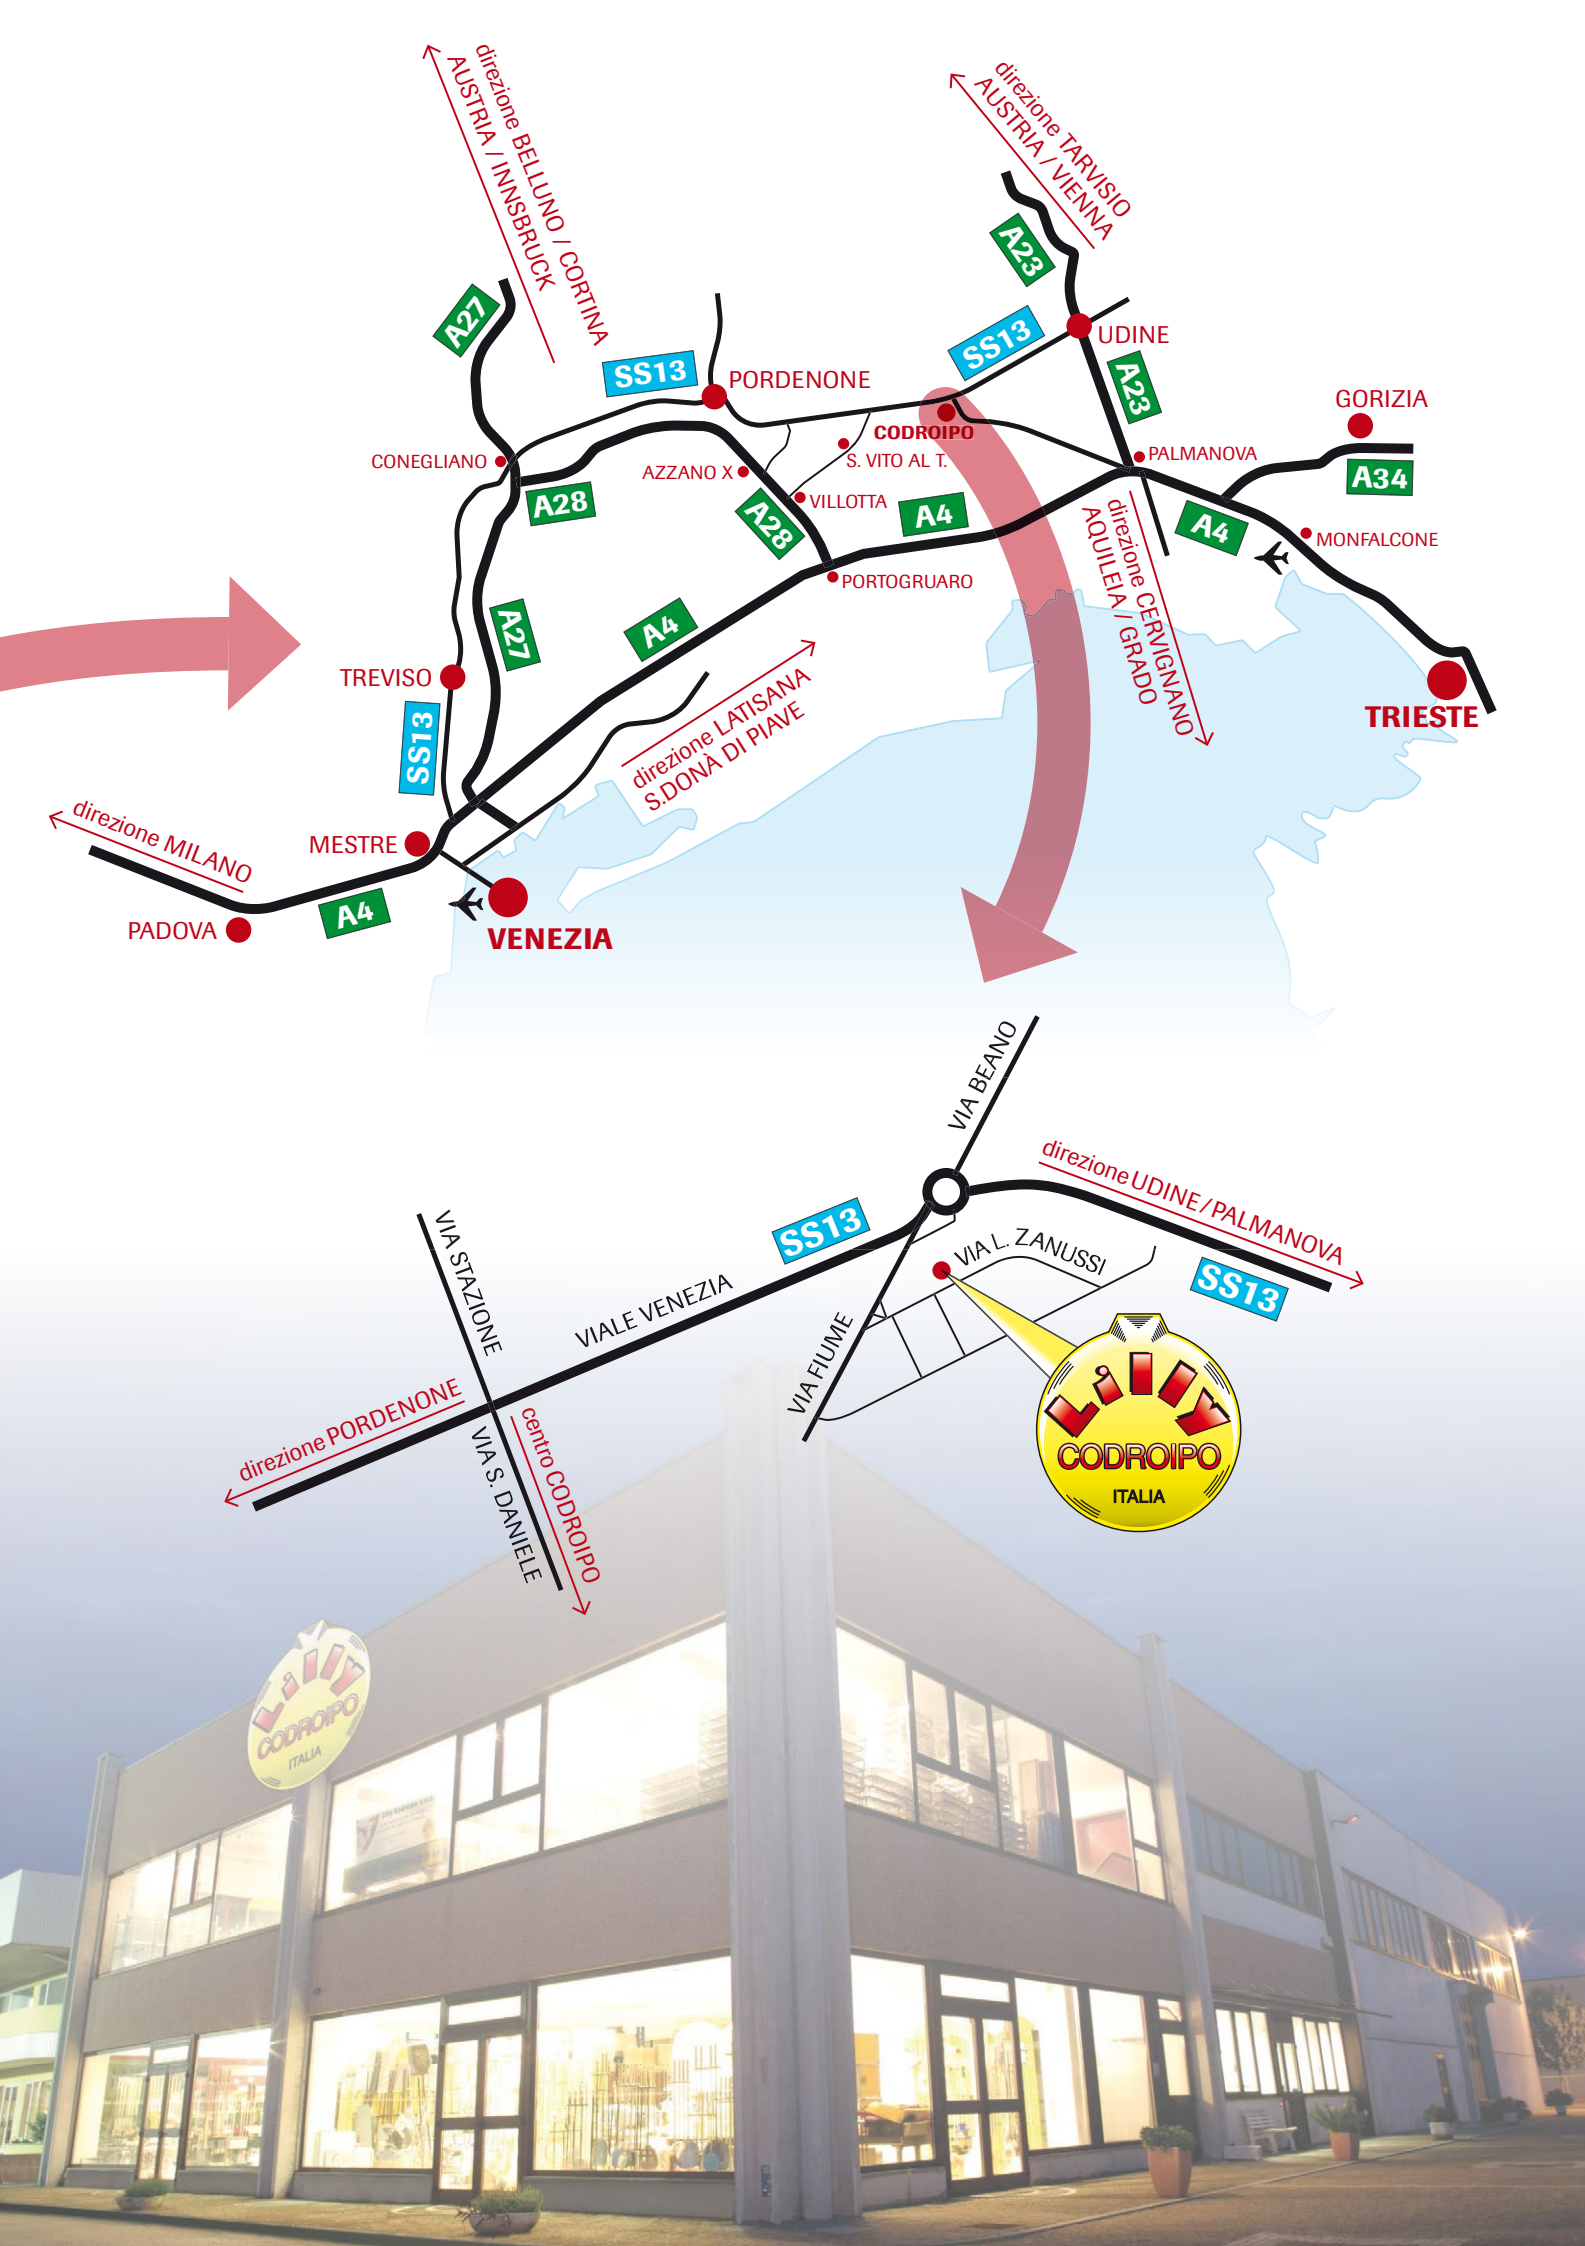 direzione BELLUNO / CORTINA
AUSTRIA / INNSBRUCK
direzione TARVISIO
AUSTRIA / VIENNA
A27
A23
SS13
SS13
UDINE
PORDENONE
A23
GORIZIA
CODROIPO
CONEGLIANO
S. VITO AL T.
PALMANOVA
AZZANO X
A34
A28
VILLOTTA
A28
A4
A4
MONFALCONE
direzione CERVIGNANO
AQUILEIA / GRADO
PORTOGRUARO
A27
A4
TREVISO
direzione LATISANA
S.DONÀ DI PIAVE
TRIESTE
SS13
direzione MILANO
MESTRE
A4
PADOVA
VENEZIA
VIA BEANO
direzione UDINE / PALMANOVA
SS13
VIA STAZIONE
VIA L. ZANUSSI
SS13
VIALE VENEZIA
VIA FIUME
Lilly
CODROIPO
ITALIA
direzione PORDENONE
centro CODROIPO
VIA S. DANIELE
Lilly
CODROIPO
ITALIA